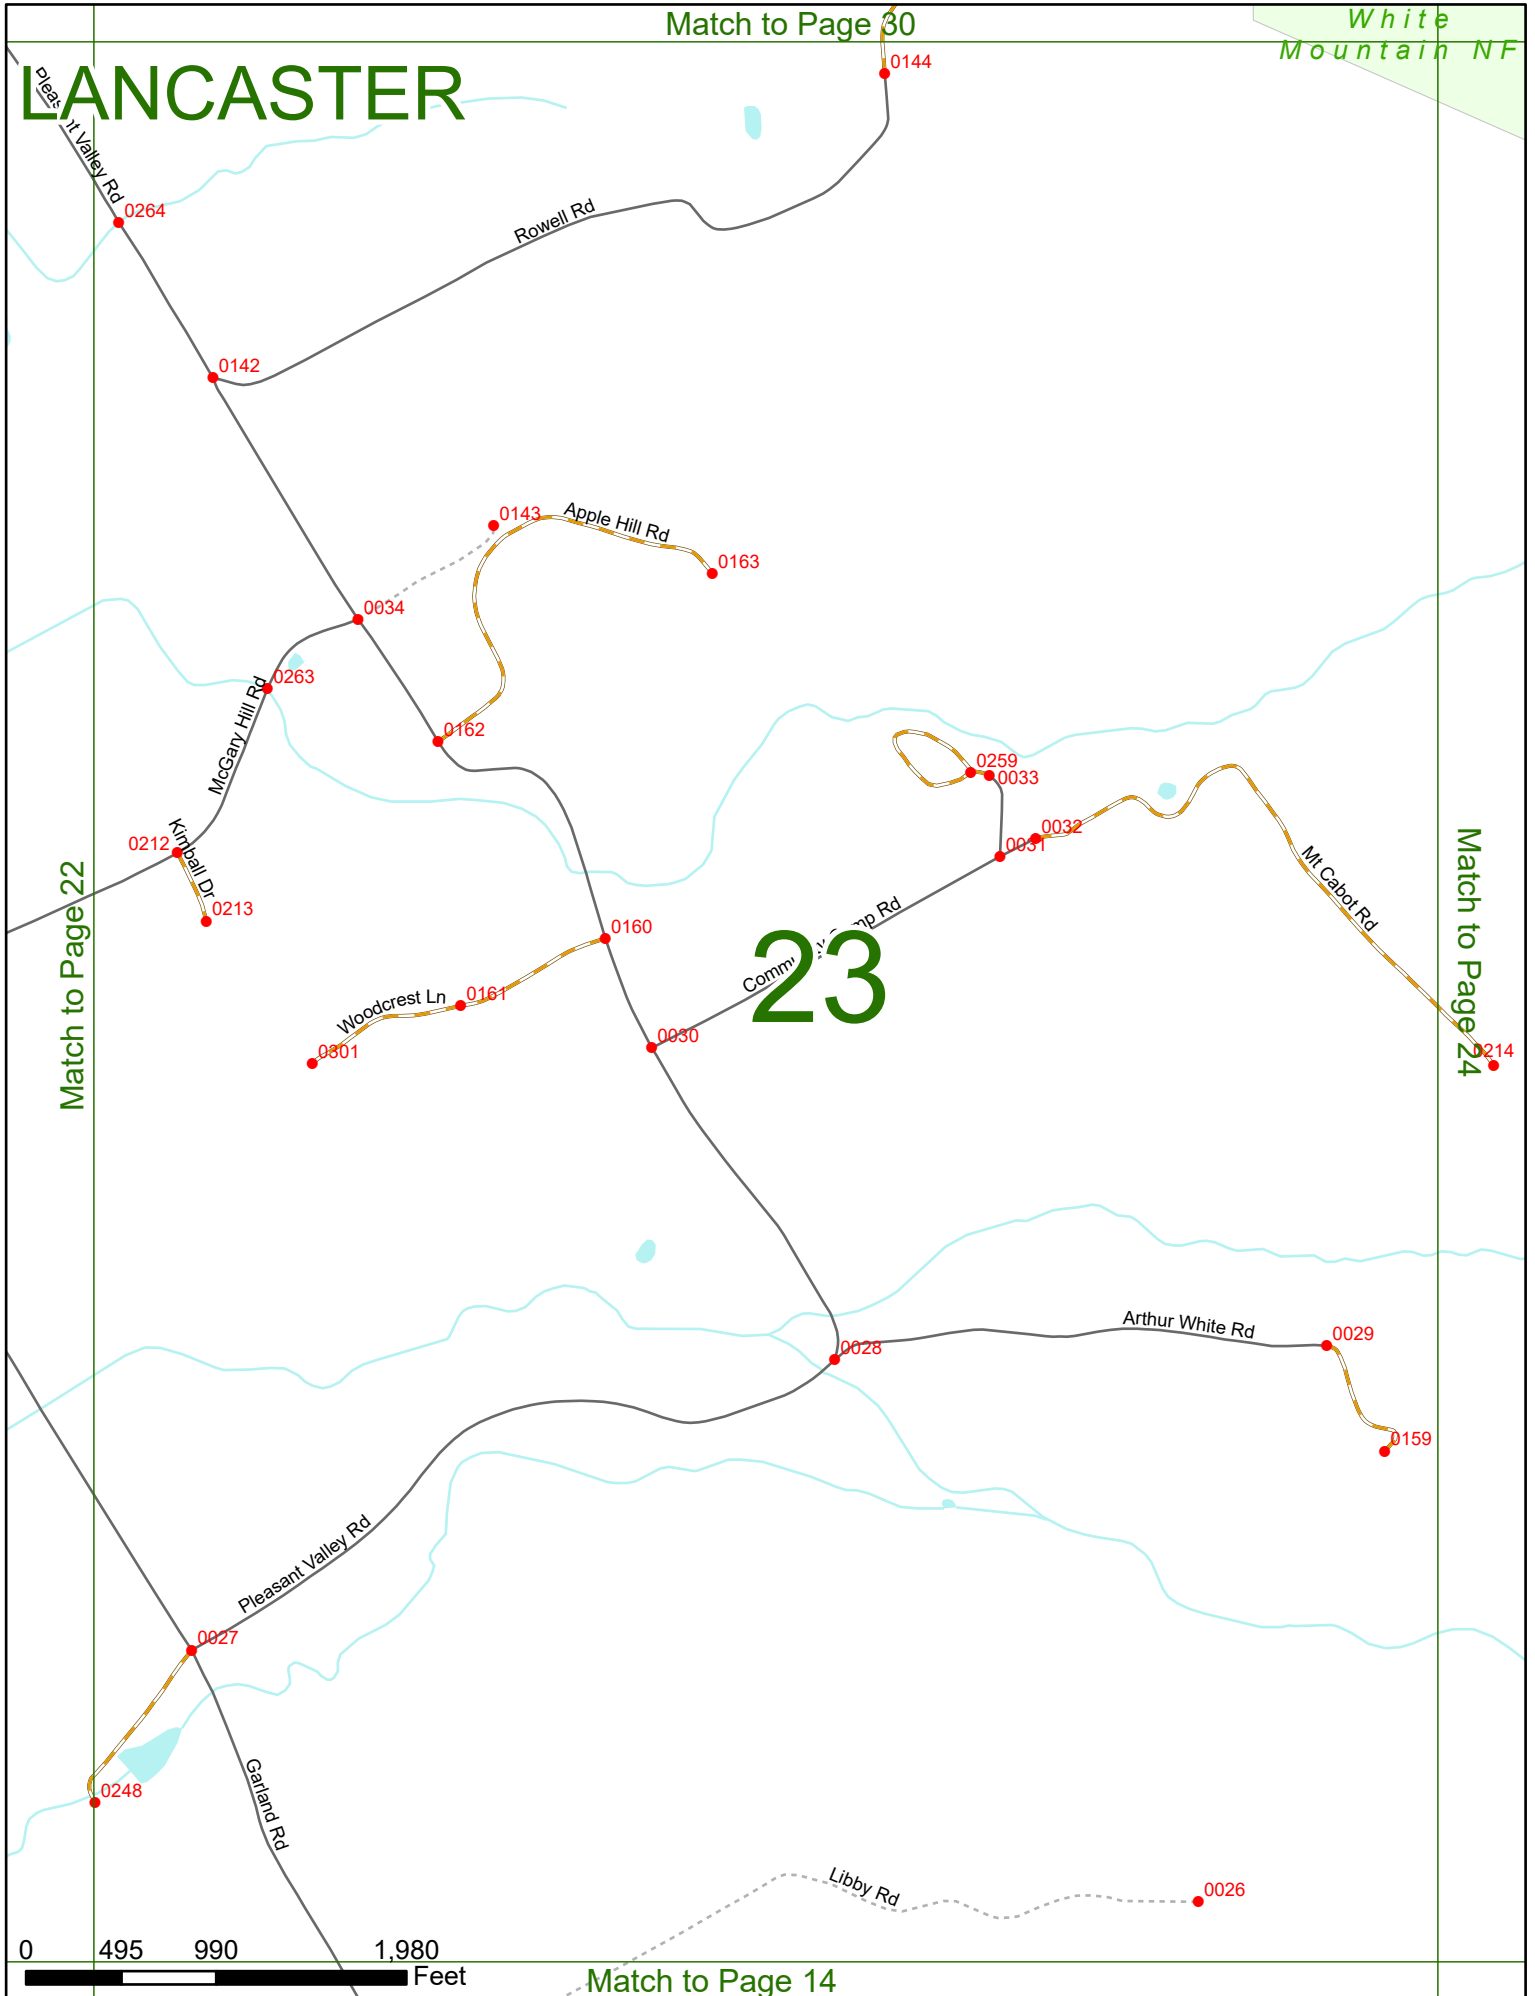 Match to Page 30
White
Mountain NF
LANCASTER
0144
Valley Rd
0264
Rowell Rd
0142
0143
Apple Hill Rd
0163
0034
0263
McGary Hill Rd
0162
0259
0033
0032
0031
0212
Kimball Dr
0213
Mt Cabot Rd
Match to Page 22
Match to Page 24
0160
23
Rd
0161
Woodcrest Ln
0301
0030
0214
Arthur White Rd
0028
0029
0159
Pleasant Valley Rd
0027
0248
Garland Rd
Libby Rd
0026
0 495 990 1,980
Feet
Match to Page 14